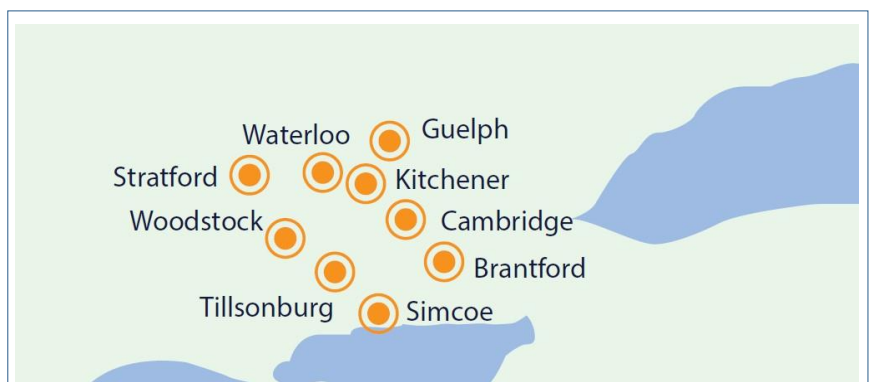 Guelph
Waterloo
Stratford
Kitchener
Woodstock
Cambridge
Brantford
Tillsonburg
Simcoe